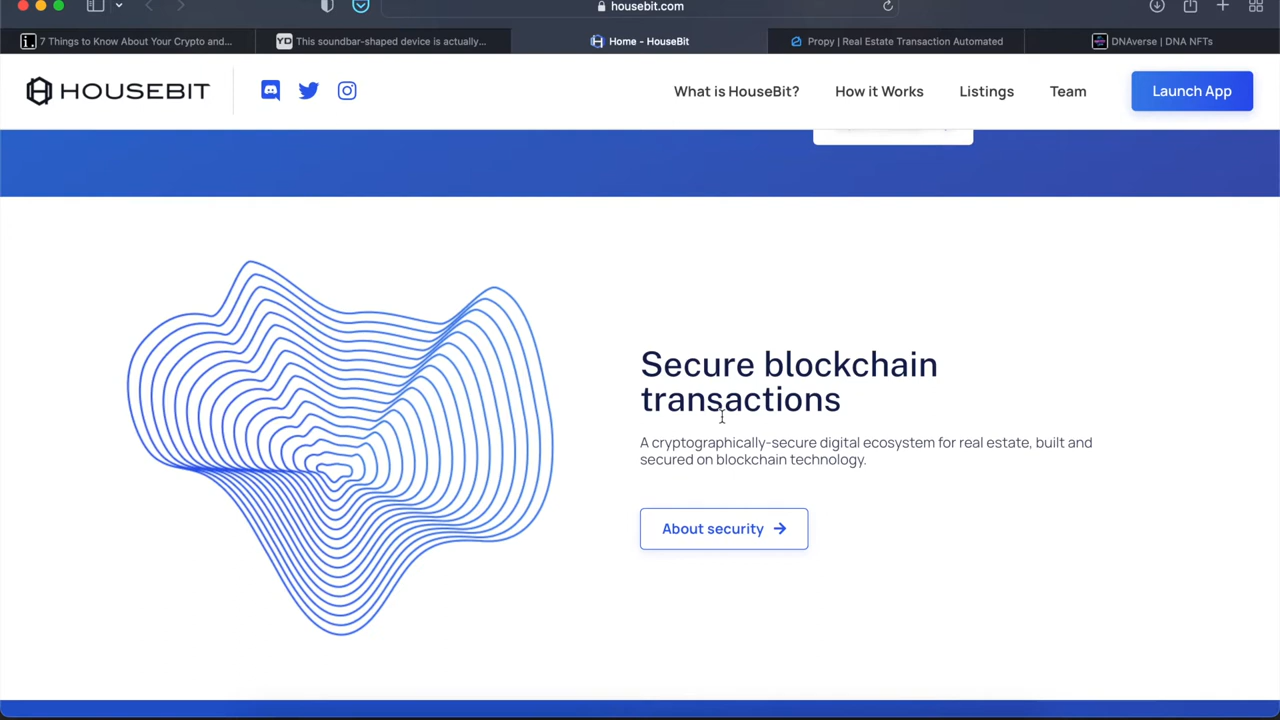 housebit.com
i. 7 Things to Know About Your Crypto and...
YD This soundbar-shaped device is actually...
Home - HouseBit
Propy | Real Estate Transaction Automated
DNAverse | DNA NFTs
HOUSEBIT
What is HouseBit?
How it Works
Listings
Team
Launch App
Secure blockchain
transactions
A cryptographically-secure digital ecosystem for real estate, built and
secured on blockchain technology.
About security